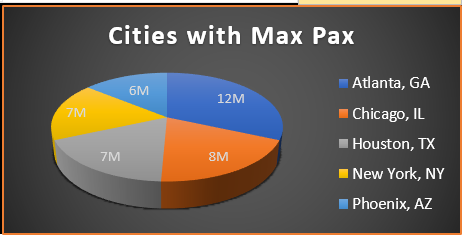 Cities with Max Pax
6M
12M
7M
7M
8M
Atlanta, GA
Chicago, IL
Houston, TX
New York, NY
Phoenix, AZ